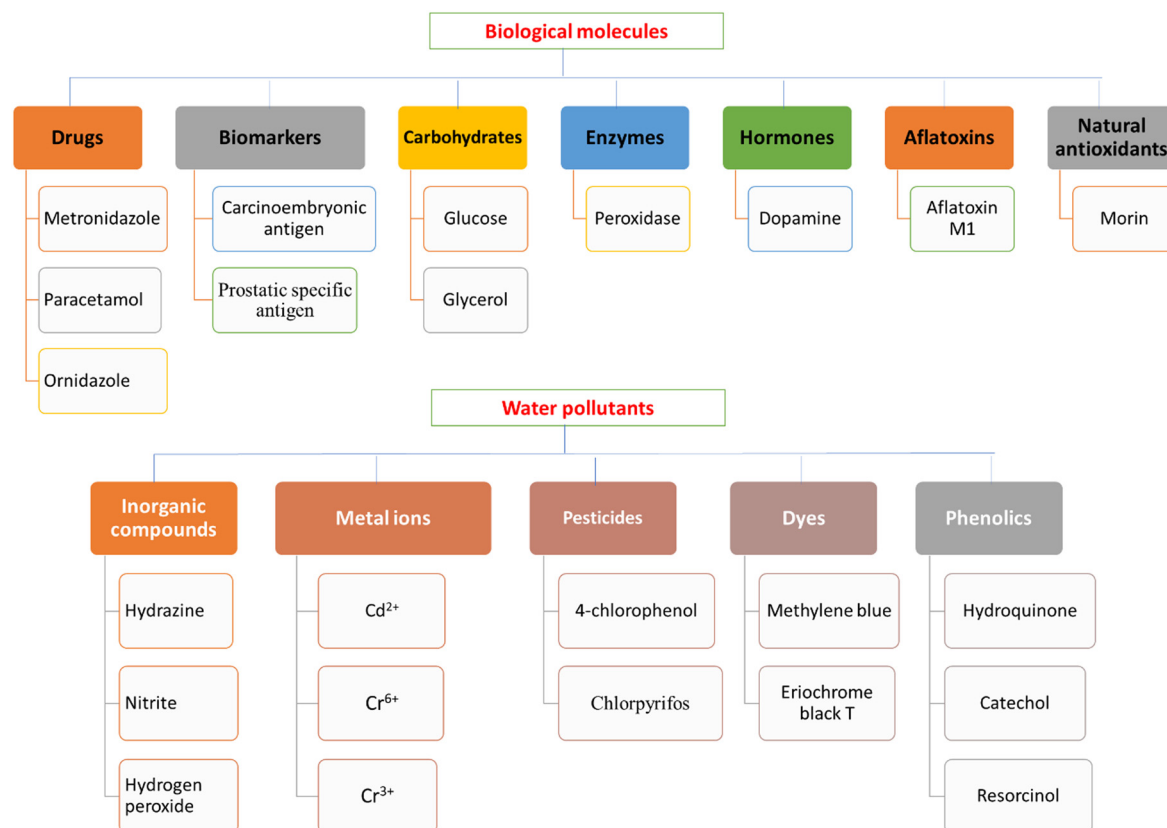 Biological molecules
Drugs
Biomarkers
Carbohydrates
Enzymes
Hormones
Aflatoxins
Natural
antioxidants
Metronidazole
Carcinoembryonic
antigen
Glucose
Peroxidase
Dopamine
Aflatoxin
M1
Morin
Paracetamol
Prostatic specific
antigen
Glycerol
Ornidazole
Water pollutants
Inorganic
compounds
Metal ions
Pesticides
Dyes
Phenolics
Hydrazine
Cd²⁺
4-chlorophenol
Methylene blue
Hydroquinone
Nitrite
Cr⁶⁺
Chlorpyrifos
Eriochrome
black T
Catechol
Hydrogen
peroxide
Cr³⁺
Resorcinol